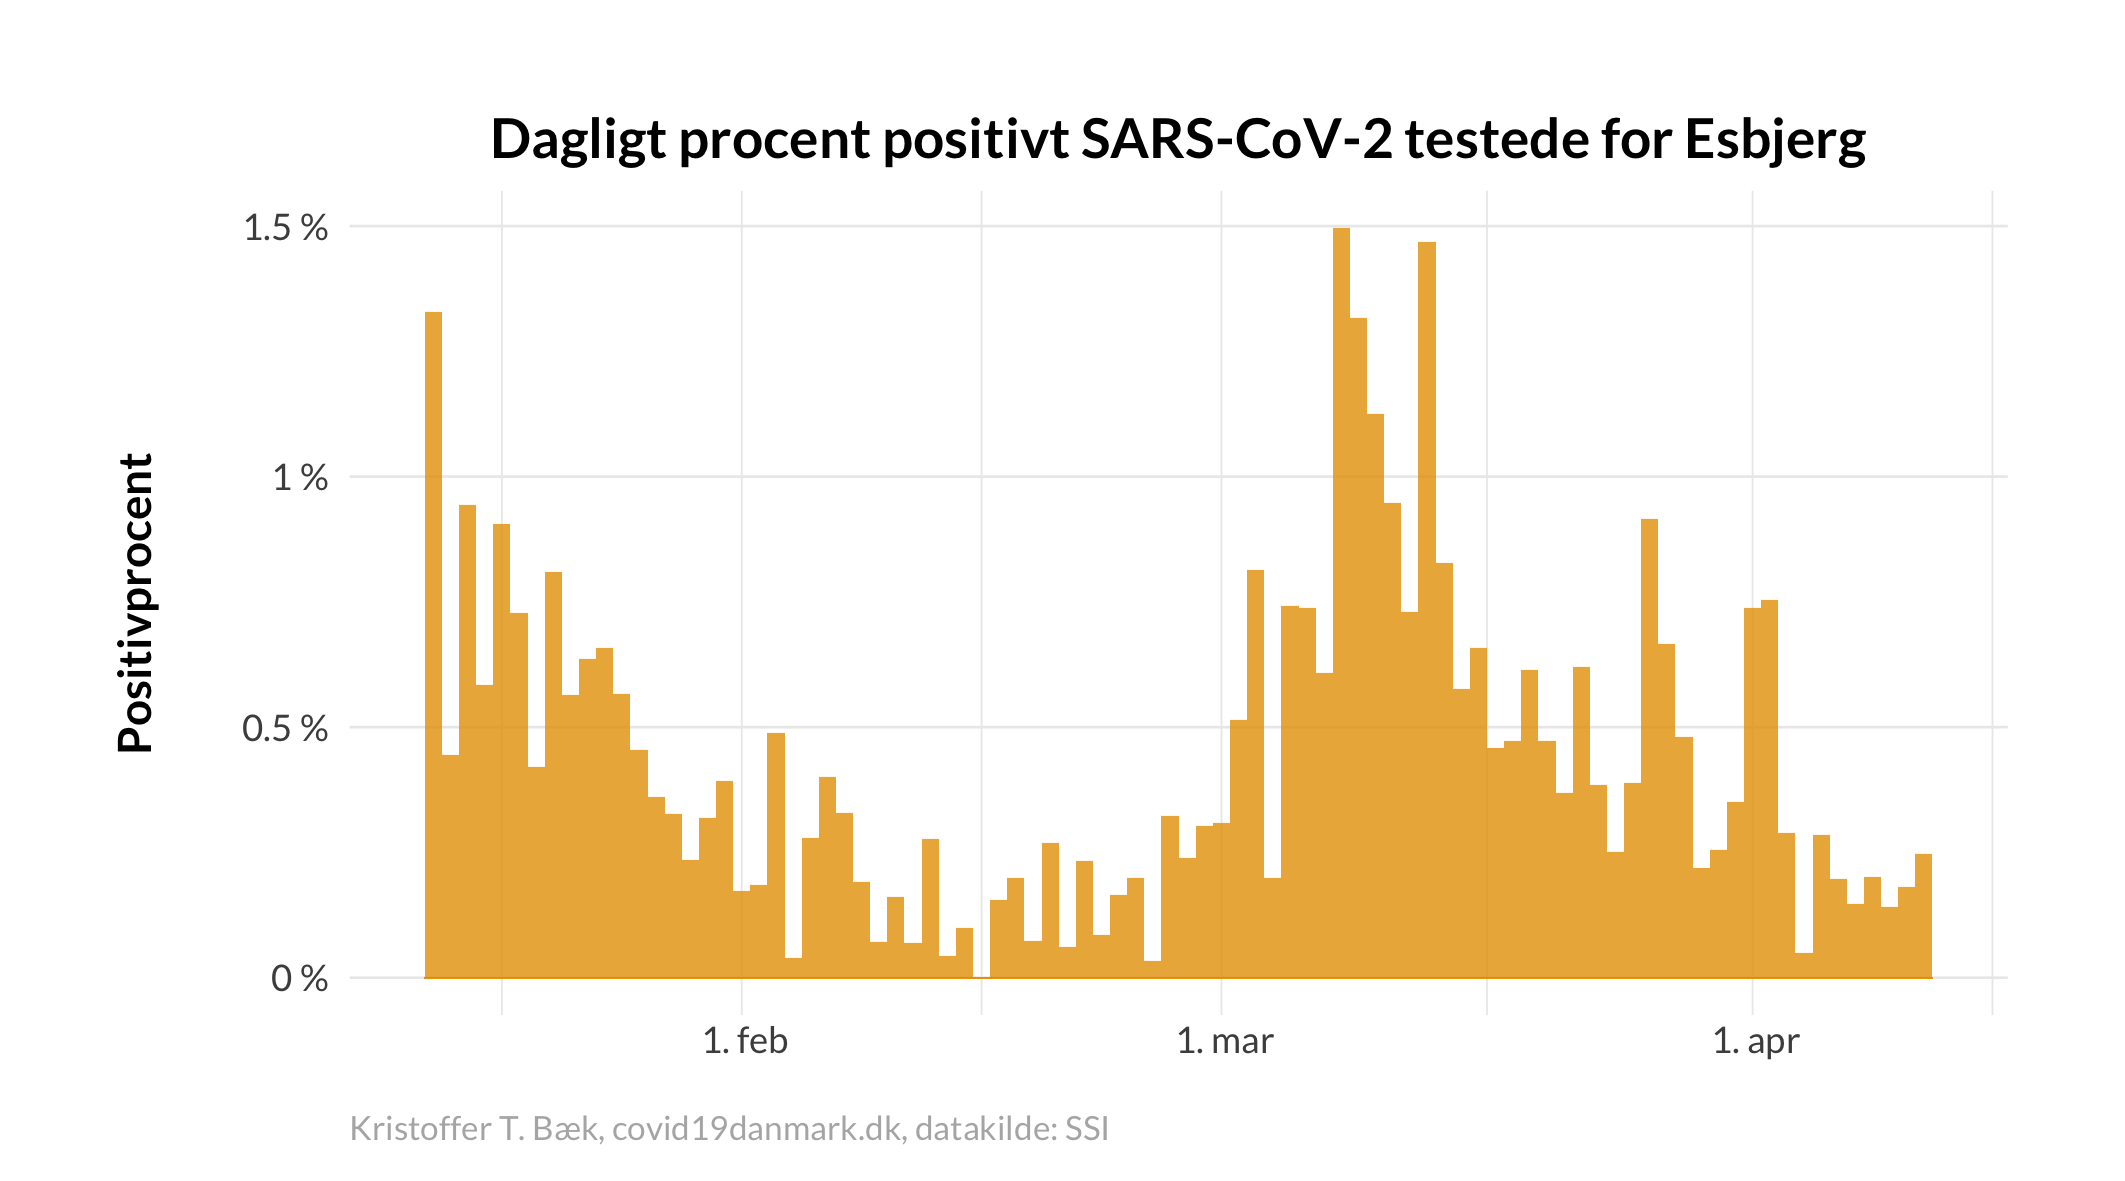 Dagligt procent positivt SARS-CoV-2 testede for Esbjerg
Positivprocent
1.5 %
1 %
0.5 %
0 %
1. feb
1. mar
1. apr
Kristoffer T. Bæk, covid19danmark.dk, datakilde: SSI